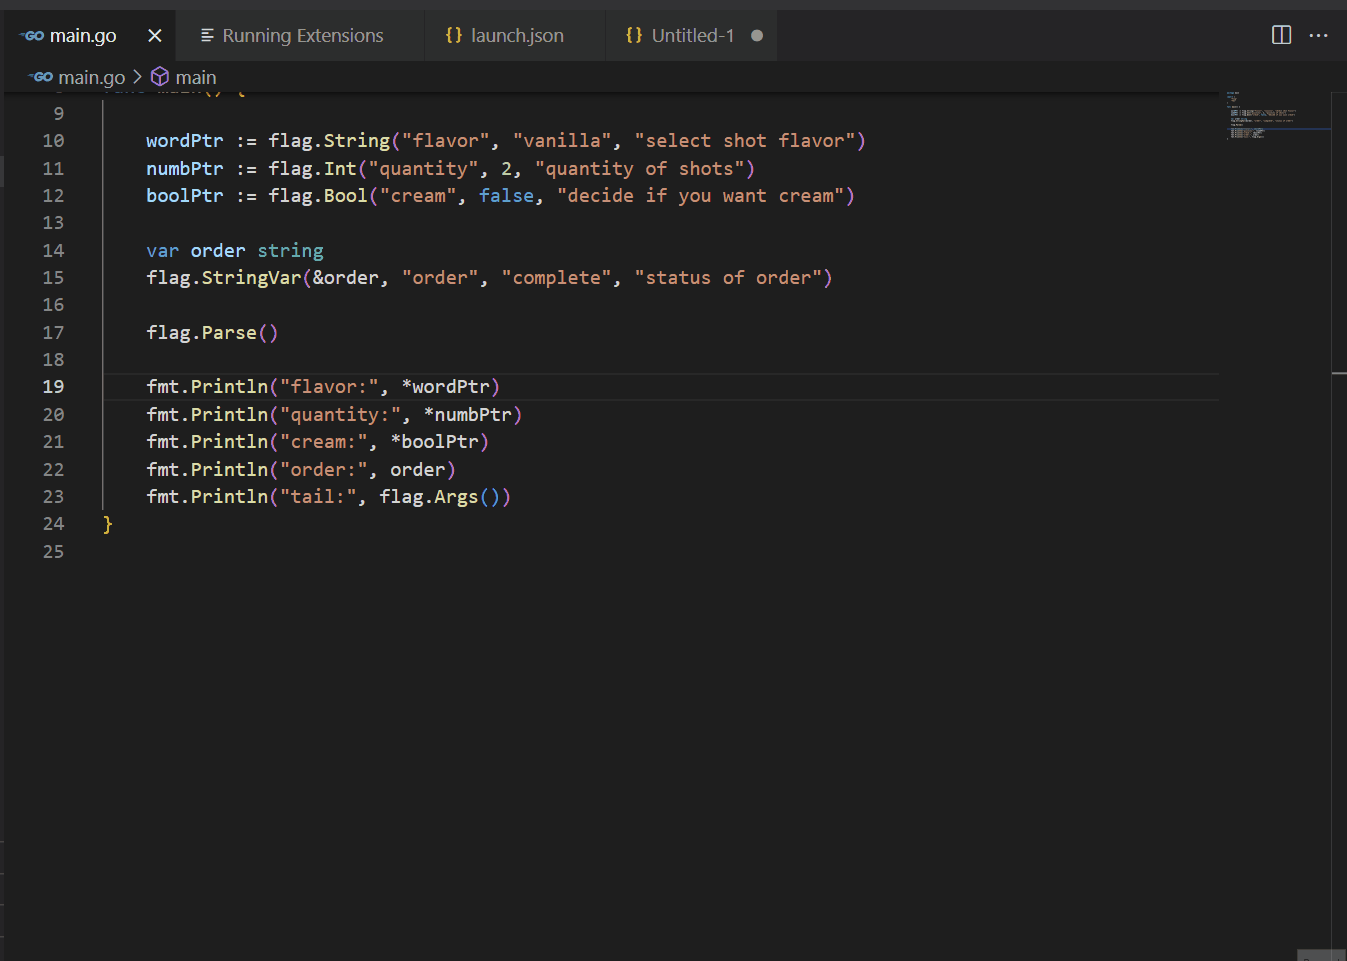 GO main.go × Running Extensions {} launch.json {} Untitled-1 ●
GO main.go > main
9
10 wordPtr := flag.String("flavor", "vanilla", "select shot flavor")
11 numbPtr := flag.Int("quantity", 2, "quantity of shots")
12 boolPtr := flag.Bool("cream", false, "decide if you want cream")
13
14 var order string
15 flag.StringVar(&order, "order", "complete", "status of order")
16
17 flag.Parse()
18
19 fmt.Println("flavor:", *wordPtr)
20 fmt.Println("quantity:", *numbPtr)
21 fmt.Println("cream:", *boolPtr)
22 fmt.Println("order:", order)
23 fmt.Println("tail:", flag.Args())
24 }
25